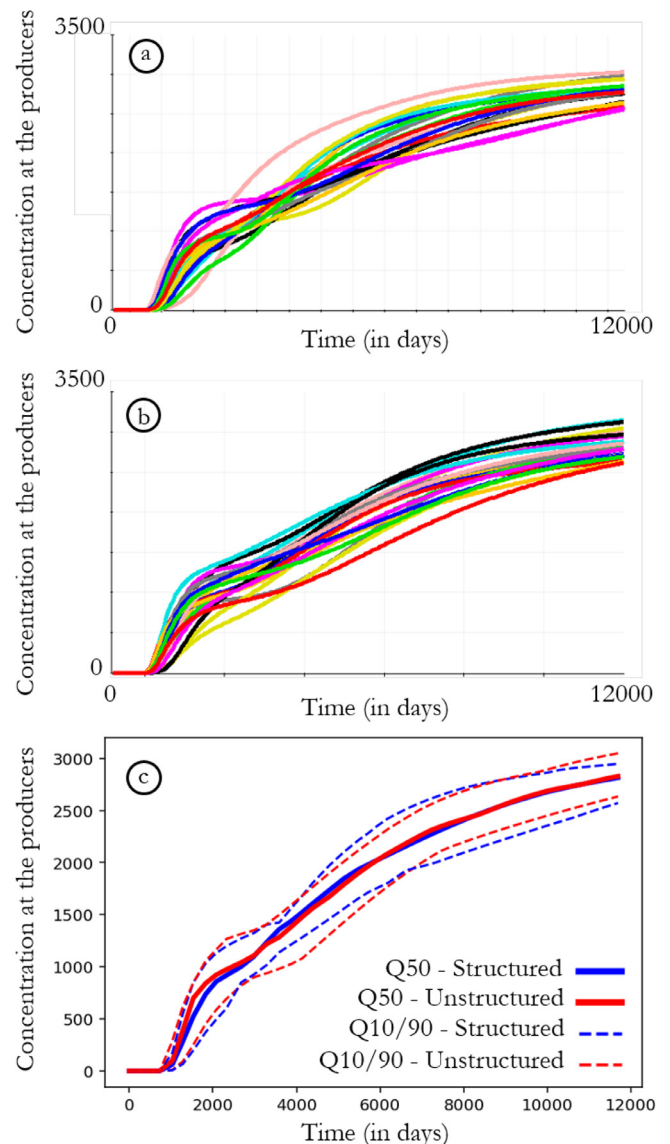 3500
a
Concentration at the producers
0
0
12000
Time (in days)
3500
b
Concentration at the producers
0
0
12000
Time (in days)
c
Concentration at the producers
3000
2500
2000
1500
1000
500
0
Q50 - Structured
Q50 - Unstructured
Q10/90 - Structured
Q10/90 - Unstructured
0
2000
4000
6000
8000
10000
12000
Time (in days)